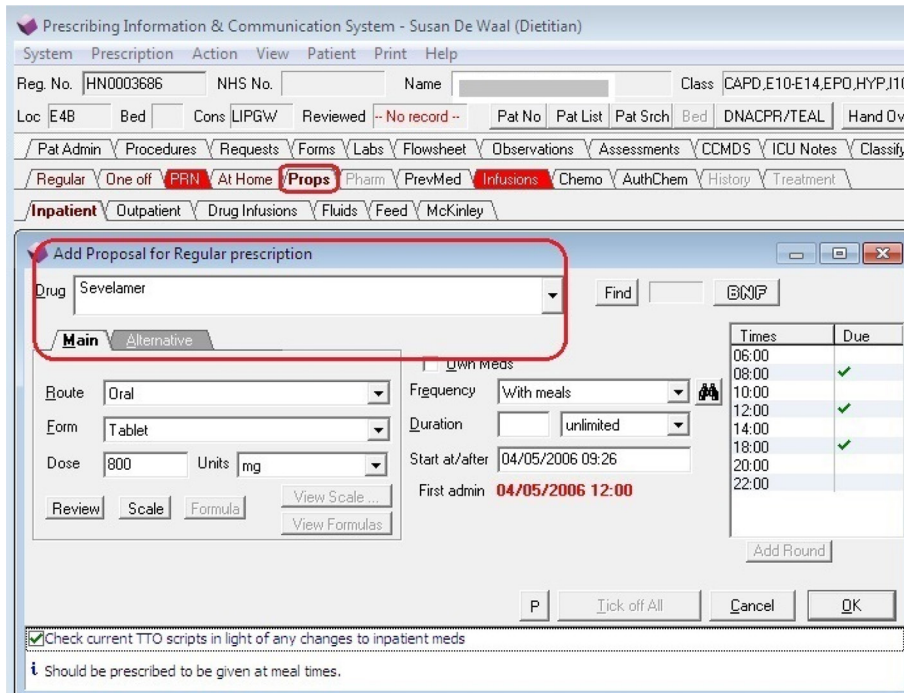 Prescribing Information & Communication System - Susan De Waal (Dietitian)
System Prescription Action View Patient Print Help
Reg. No. HN0003686 NHS No. Name Class CAPD,E10-E14,EPO,HYP,I10
Loc E4B Bed Cons LIPGW Reviewed -- No record -- Pat No Pat List Pat Srch Bed DNACPR/TEAL Hand Ov
Pat Admin Procedures Requests Forms Labs Flowsheet Observations Assessments CCMDS ICU Notes Classify
Regular One off PRN At Home Props Pharm PrevMed Infusions Chemo AuthChem History Treatment
Inpatient Outpatient Drug Infusions Fluids Feed McKinley
Add Proposal for Regular prescription
Drug Sevelamer Find BNF
Main Alternative Times Due
Own Meds 06:00
Route Oral Frequency With meals 08:00 ✓
10:00
Form Tablet Duration unlimited 12:00 ✓
14:00
Dose 800 Units mg Start at/after 04/05/2006 09:26 18:00 ✓
20:00
First admin 04/05/2006 12:00 22:00
Review Scale Formula View Scale ...
View Formulas
Add Round
P Tick off All Cancel OK
Check current TTO scripts in light of any changes to inpatient meds
i Should be prescribed to be given at meal times.